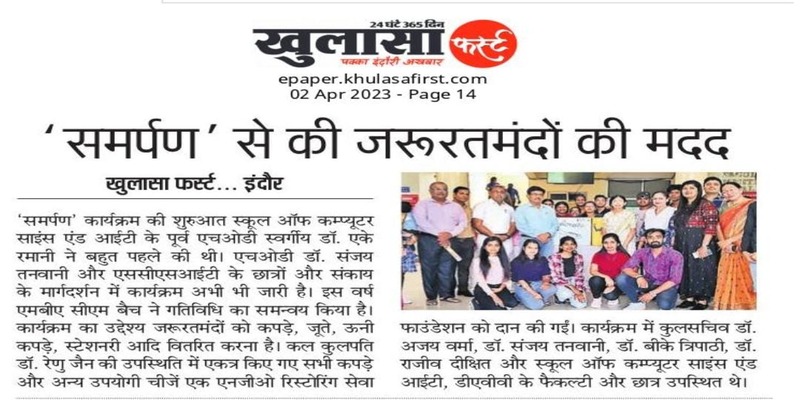 24 घंटे 365 दिन
खुलासा फर्स्ट
पक्का इंदौरी अखबार
epaper.khulasafirst.com
02 Apr 2023 - Page 14
‘समर्पण’ से की जरूरतमंदों की मदद
खुलासा फर्स्ट... इंदौर
‘समर्पण’ कार्यक्रम की शुरुआत स्कूल ऑफ कम्प्यूटर
साइंस एंड आईटी के पूर्व एचओडी स्वर्गीय डॉ. एके
रमानी ने बहुत पहले की थी। एचओडी डॉ. संजय
तनवानी और एससीएसआईटी के छात्रों और संकाय
के मार्गदर्शन में कार्यक्रम अभी भी जारी है। इस वर्ष
एमबीए सीएम बैच ने गतिविधि का समन्वय किया है।
कार्यक्रम का उद्देश्य जरूरतमंदों को कपड़े, जूते, ऊनी
कपड़े, स्टेशनरी आदि वितरित करना है। कल कुलपति
डॉ. रेणु जैन की उपस्थिति में एकत्र किए गए सभी कपड़े
और अन्य उपयोगी चीजें एक एनजीओ रिस्टोरिंग सेवा
फाउंडेशन को दान की गईं। कार्यक्रम में कुलसचिव डॉ.
अजय वर्मा, डॉ. संजय तनवानी, डॉ. बीके त्रिपाठी, डॉ.
राजीव दीक्षित और स्कूल ऑफ कम्प्यूटर साइंस एंड
आईटी, डीएवीवी के फैकल्टी और छात्र उपस्थित थे।